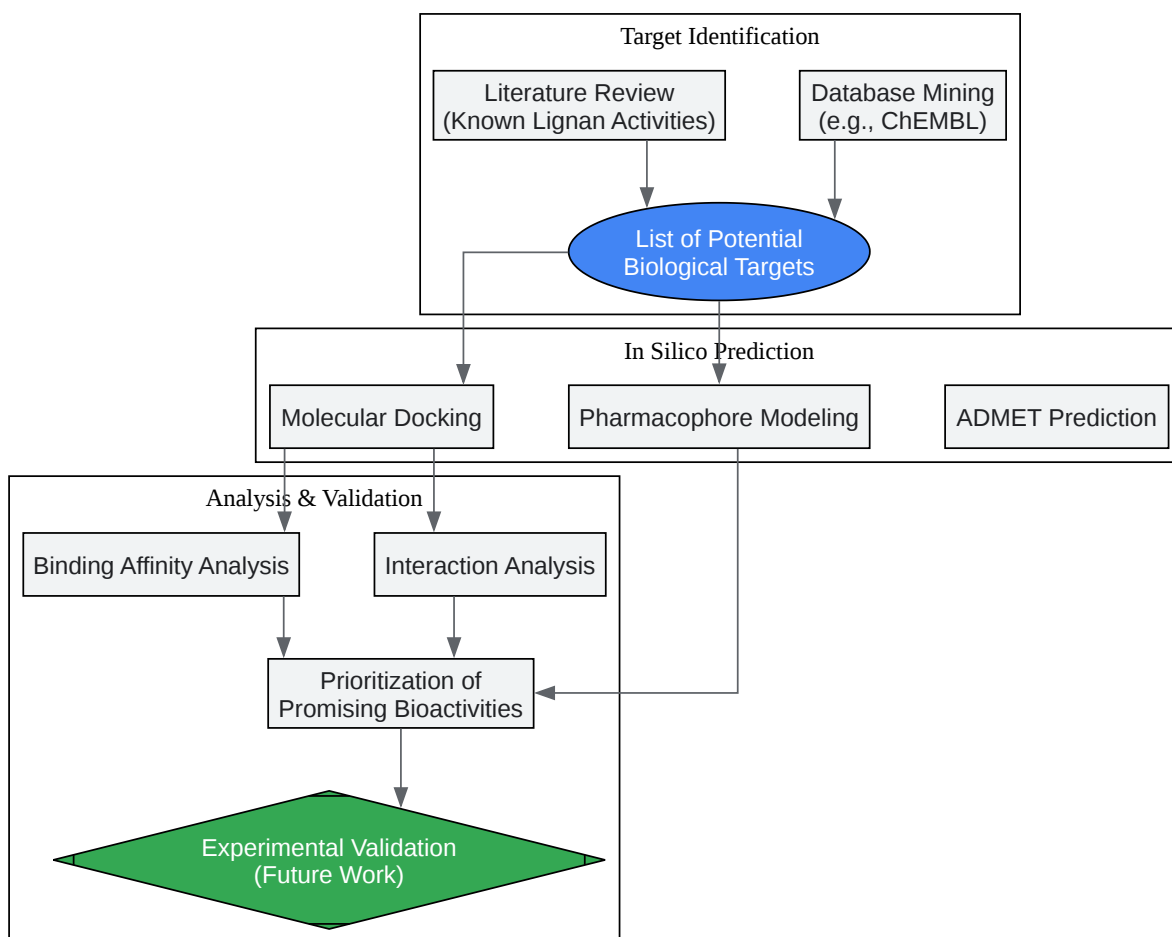 Target Identification
Literature Review
(Known Lignan Activities)
Database Mining
(e.g., ChEMBL)
List of Potential
Biological Targets
In Silico Prediction
Molecular Docking
Pharmacophore Modeling
ADMET Prediction
Analysis & Validation
Binding Affinity Analysis
Interaction Analysis
Prioritization of
Promising Bioactivities
Experimental Validation
(Future Work)